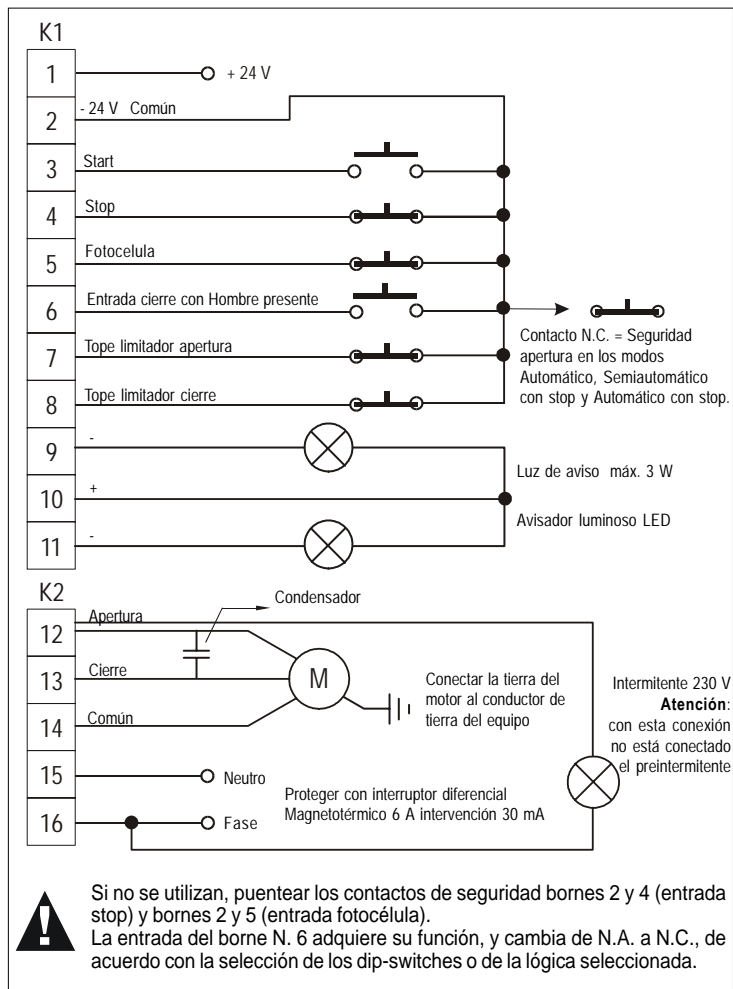 K1
1
+ 24 V
2
- 24 V Común
3
Start
4
Stop
5
Fotocelula
6
Entrada cierre con Hombre presente
Contacto N.C. = Seguridad
apertura en los modos
Automático, Semiautomático
con stop y Automático con stop.
7
Tope limitador apertura
8
Tope limitador cierre
9
-
Luz de aviso máx. 3 W
10
+
Avisador luminoso LED
11
-
K2
Condensador
12
Apertura
13
Cierre
M
Conectar la tierra del
motor al conductor de
tierra del equipo
Intermitente 230 V
Atención:
con esta conexión
no está conectado
el preintermitente
14
Común
15
Neutro
Proteger con interruptor diferencial
Magnetotérmico 6 A intervención 30 mA
16
Fase
!
Si no se utilizan, puentear los contactos de seguridad bornes 2 y 4 (entrada
stop) y bornes 2 y 5 (entrada fotocélula).
La entrada del borne N. 6 adquiere su función, y cambia de N.A. a N.C., de
acuerdo con la selección de los dip-switches o de la lógica seleccionada.